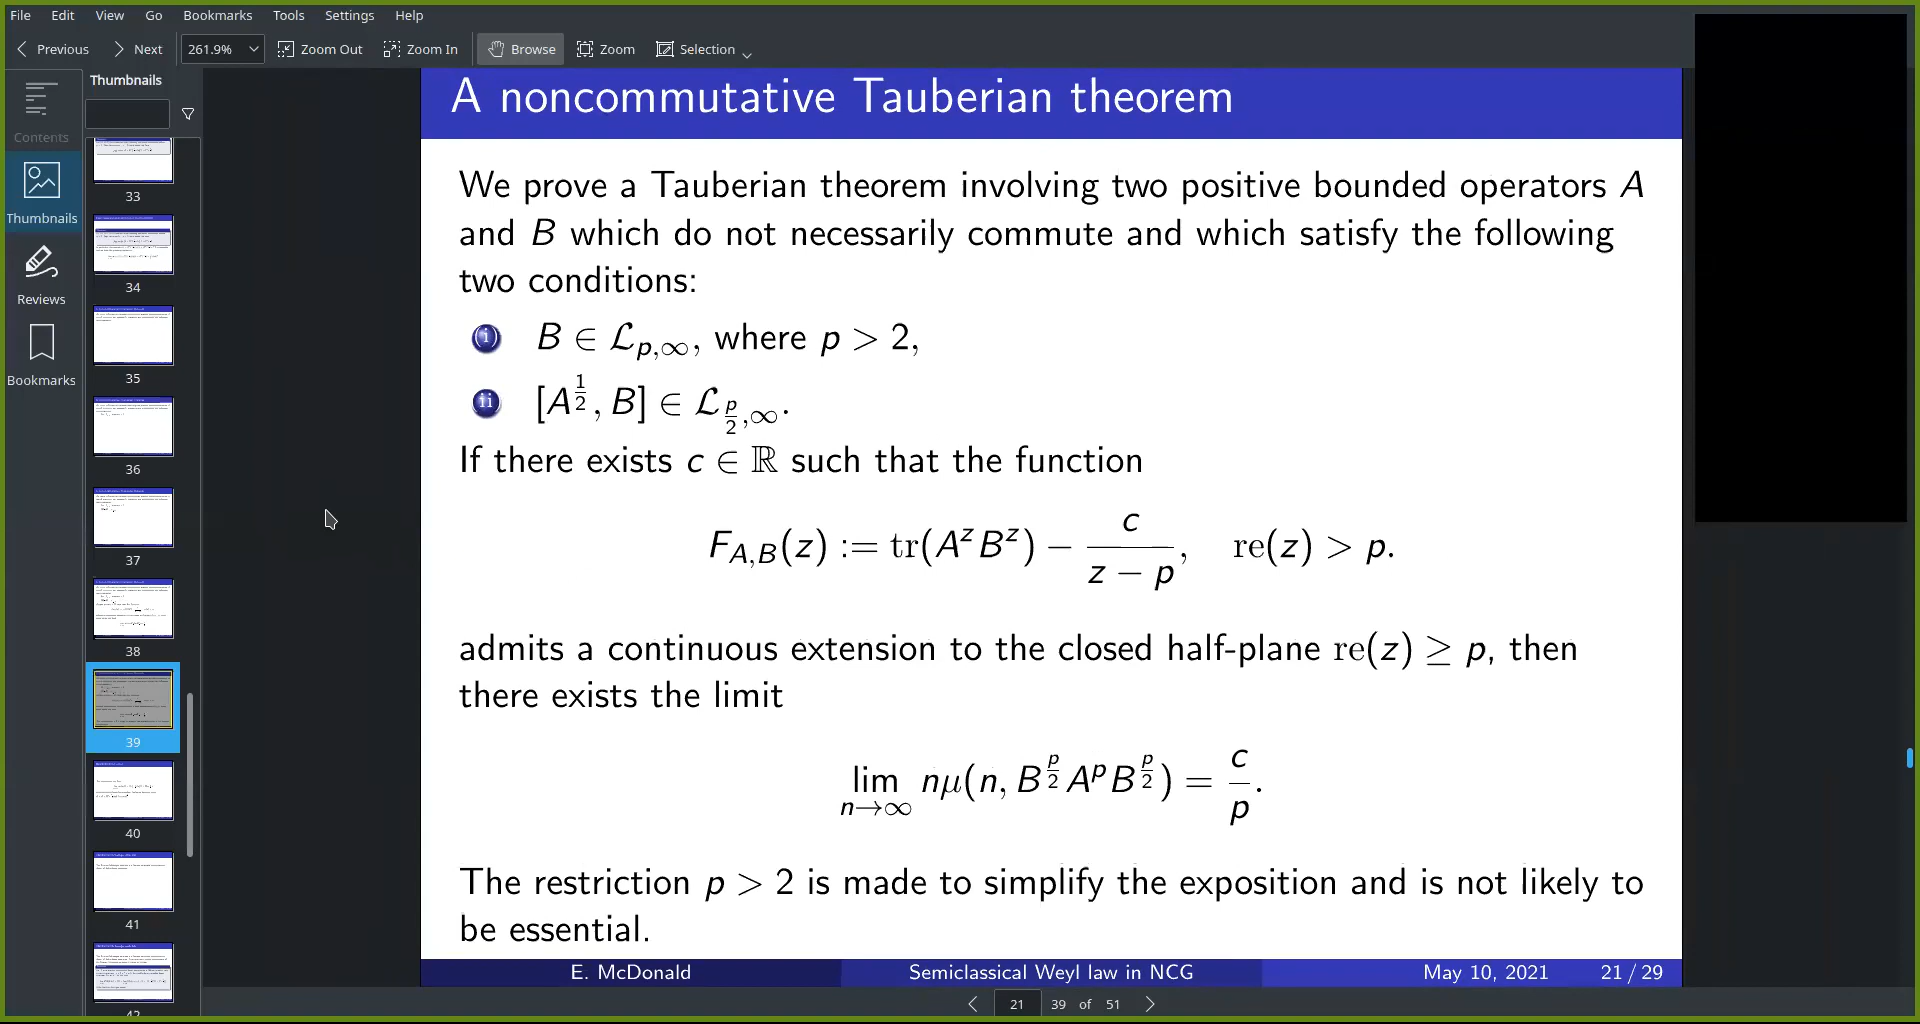 File Edit View Go Bookmarks Tools Settings Help
Previous Next 261.9% Zoom Out Zoom In Browse Zoom Selection
Contents
Thumbnails
Reviews
Bookmarks
Thumbnails
33
34
35
36
37
38
39
40
41
42
A noncommutative Tauberian theorem
We prove a Tauberian theorem involving two positive bounded operators A
and B which do not necessarily commute and which satisfy the following
two conditions:
(i) B ∈ ℒ_{p,∞}, where p > 2,
(ii) [A^{1/2}, B] ∈ ℒ_{p/2,∞}.
If there exists c ∈ ℝ such that the function
F_{A,B}(z) := tr(A^z B^z) − c/(z − p), re(z) > p.
admits a continuous extension to the closed half-plane re(z) ≥ p, then
there exists the limit
lim_{n→∞} nμ(n, B^{p/2} A^p B^{p/2}) = c/p.
The restriction p > 2 is made to simplify the exposition and is not likely to
be essential.
E. McDonald Semiclassical Weyl law in NCG May 10, 2021 21 / 29
21 39 of 51